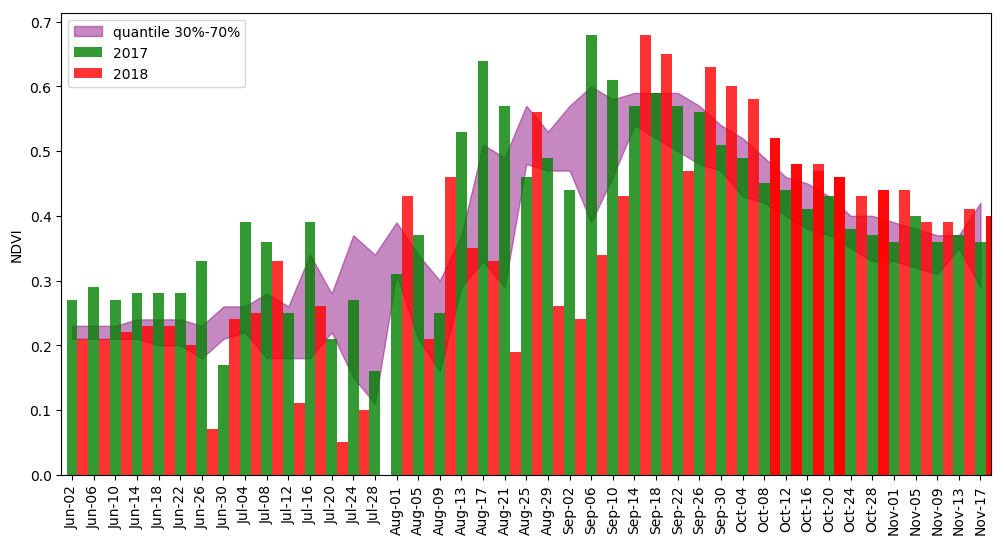 quantile 30%-70%
2017
2018
NDVI
0.7
0.6
0.5
0.4
0.3
0.2
0.1
0.0
Jun-02
Jun-06
Jun-10
Jun-14
Jun-18
Jun-22
Jun-26
Jun-30
Jul-04
Jul-08
Jul-12
Jul-16
Jul-20
Jul-24
Jul-28
Aug-01
Aug-05
Aug-09
Aug-13
Aug-17
Aug-21
Aug-25
Aug-29
Sep-02
Sep-06
Sep-10
Sep-14
Sep-18
Sep-22
Sep-26
Sep-30
Oct-04
Oct-08
Oct-12
Oct-16
Oct-20
Oct-24
Oct-28
Nov-01
Nov-05
Nov-09
Nov-13
Nov-17